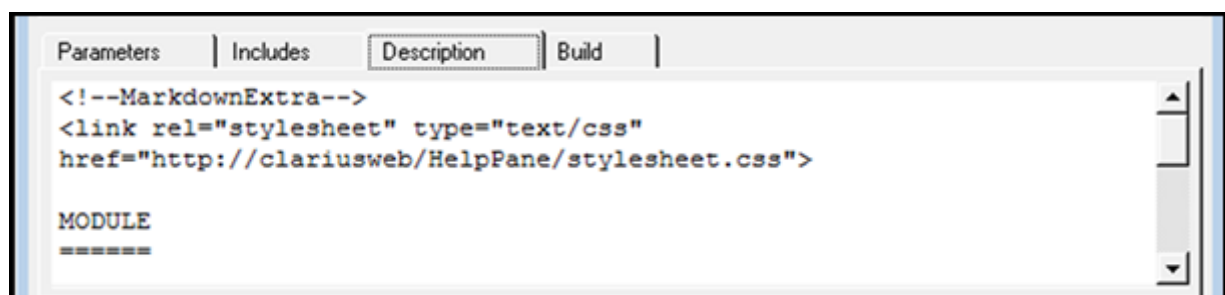 Parameters Includes Description Build
<!--MarkdownExtra-->
<link rel="stylesheet" type="text/css"
href="http://clariusweb/HelpPane/stylesheet.css">
MODULE
======